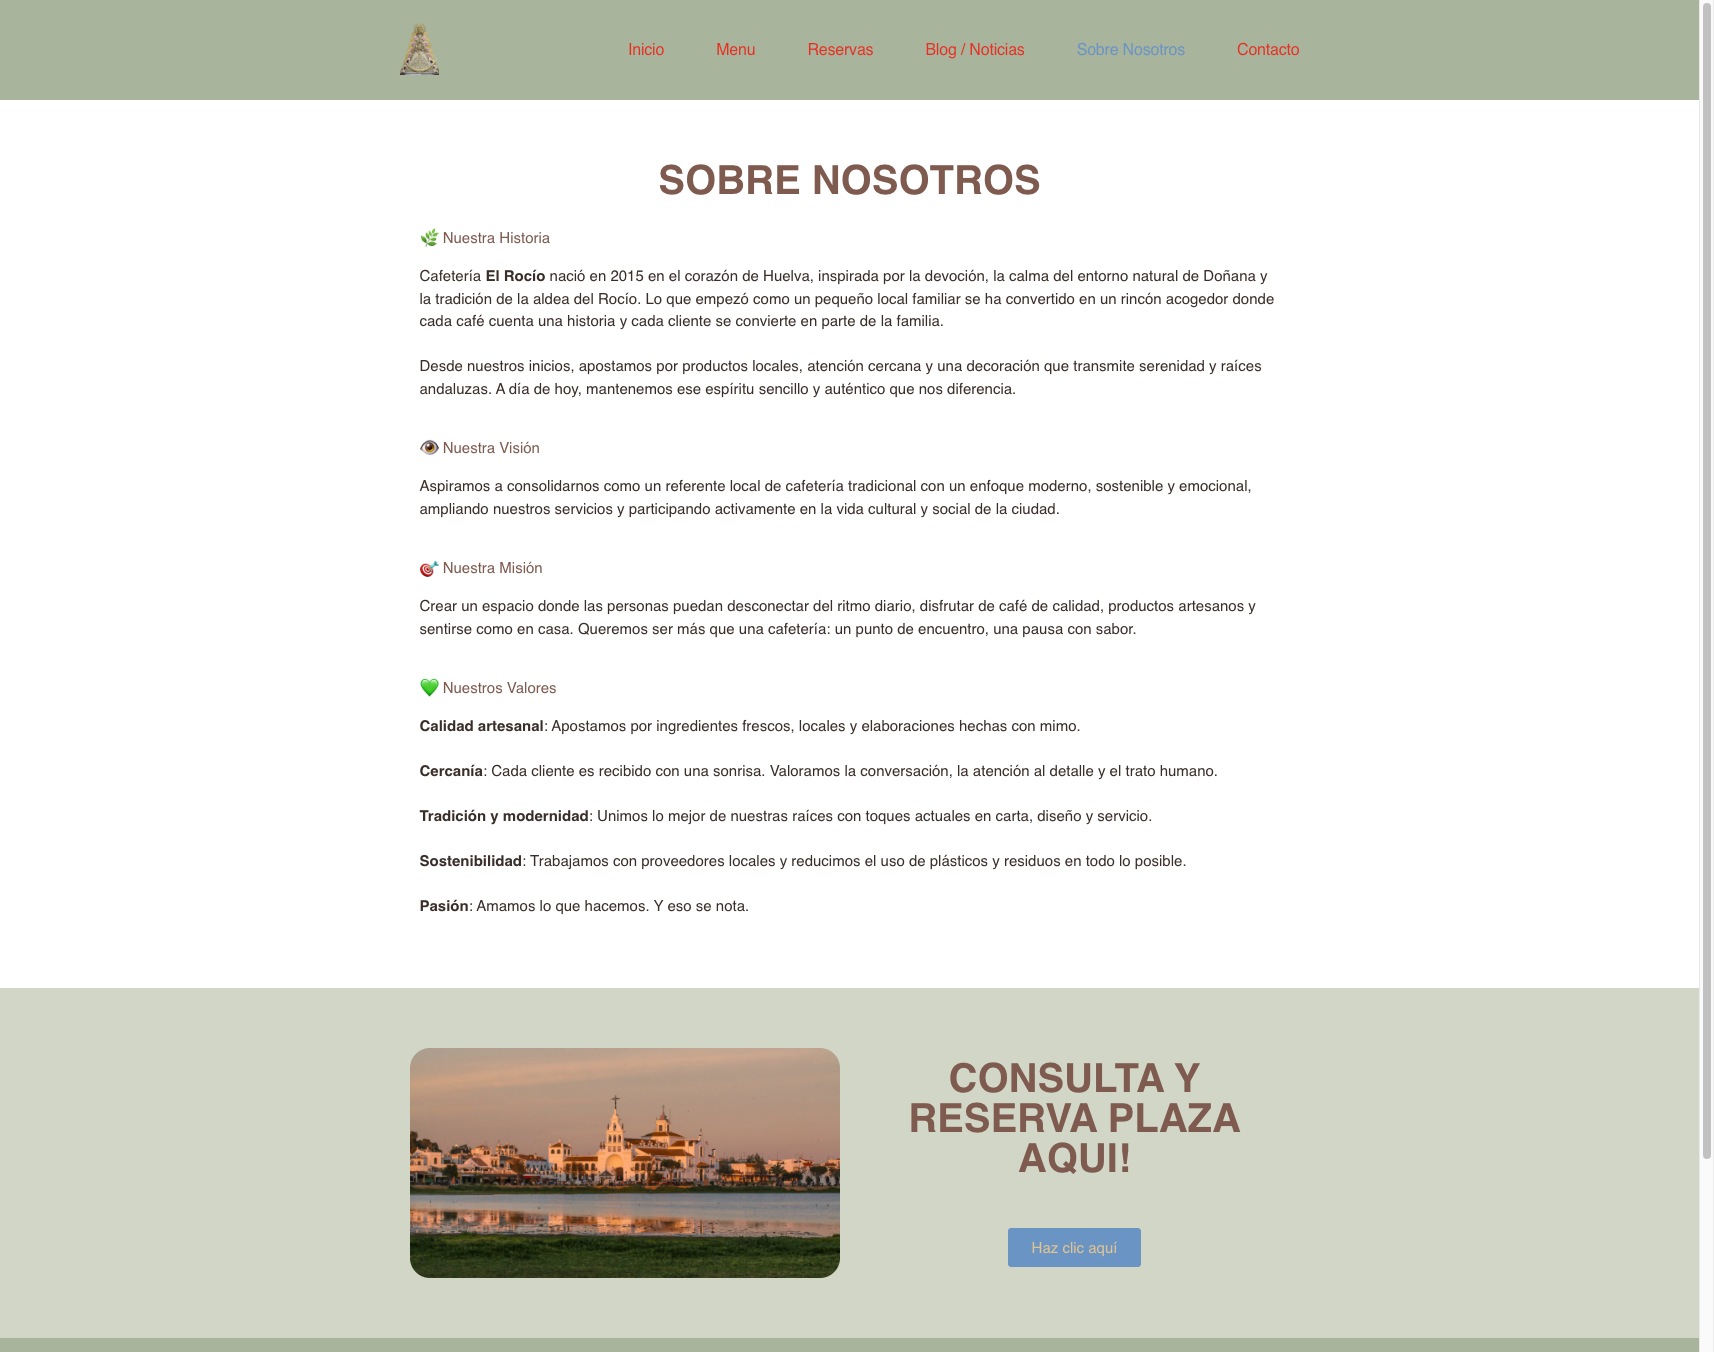 Inicio Menu Reservas Blog / Noticias Sobre Nosotros Contacto
SOBRE NOSOTROS
🌿 Nuestra Historia
Cafetería El Rocío nació en 2015 en el corazón de Huelva, inspirada por la devoción, la calma del entorno natural de Doñana y
la tradición de la aldea del Rocío. Lo que empezó como un pequeño local familiar se ha convertido en un rincón acogedor donde
cada café cuenta una historia y cada cliente se convierte en parte de la familia.
Desde nuestros inicios, apostamos por productos locales, atención cercana y una decoración que transmite serenidad y raíces
andaluzas. A día de hoy, mantenemos ese espíritu sencillo y auténtico que nos diferencia.
👁️ Nuestra Visión
Aspiramos a consolidarnos como un referente local de cafetería tradicional con un enfoque moderno, sostenible y emocional,
ampliando nuestros servicios y participando activamente en la vida cultural y social de la ciudad.
🎯 Nuestra Misión
Crear un espacio donde las personas puedan desconectar del ritmo diario, disfrutar de café de calidad, productos artesanos y
sentirse como en casa. Queremos ser más que una cafetería: un punto de encuentro, una pausa con sabor.
💚 Nuestros Valores
Calidad artesanal: Apostamos por ingredientes frescos, locales y elaboraciones hechas con mimo.
Cercanía: Cada cliente es recibido con una sonrisa. Valoramos la conversación, la atención al detalle y el trato humano.
Tradición y modernidad: Unimos lo mejor de nuestras raíces con toques actuales en carta, diseño y servicio.
Sostenibilidad: Trabajamos con proveedores locales y reducimos el uso de plásticos y residuos en todo lo posible.
Pasión: Amamos lo que hacemos. Y eso se nota.
CONSULTA Y
RESERVA PLAZA
AQUI!
Haz clic aquí